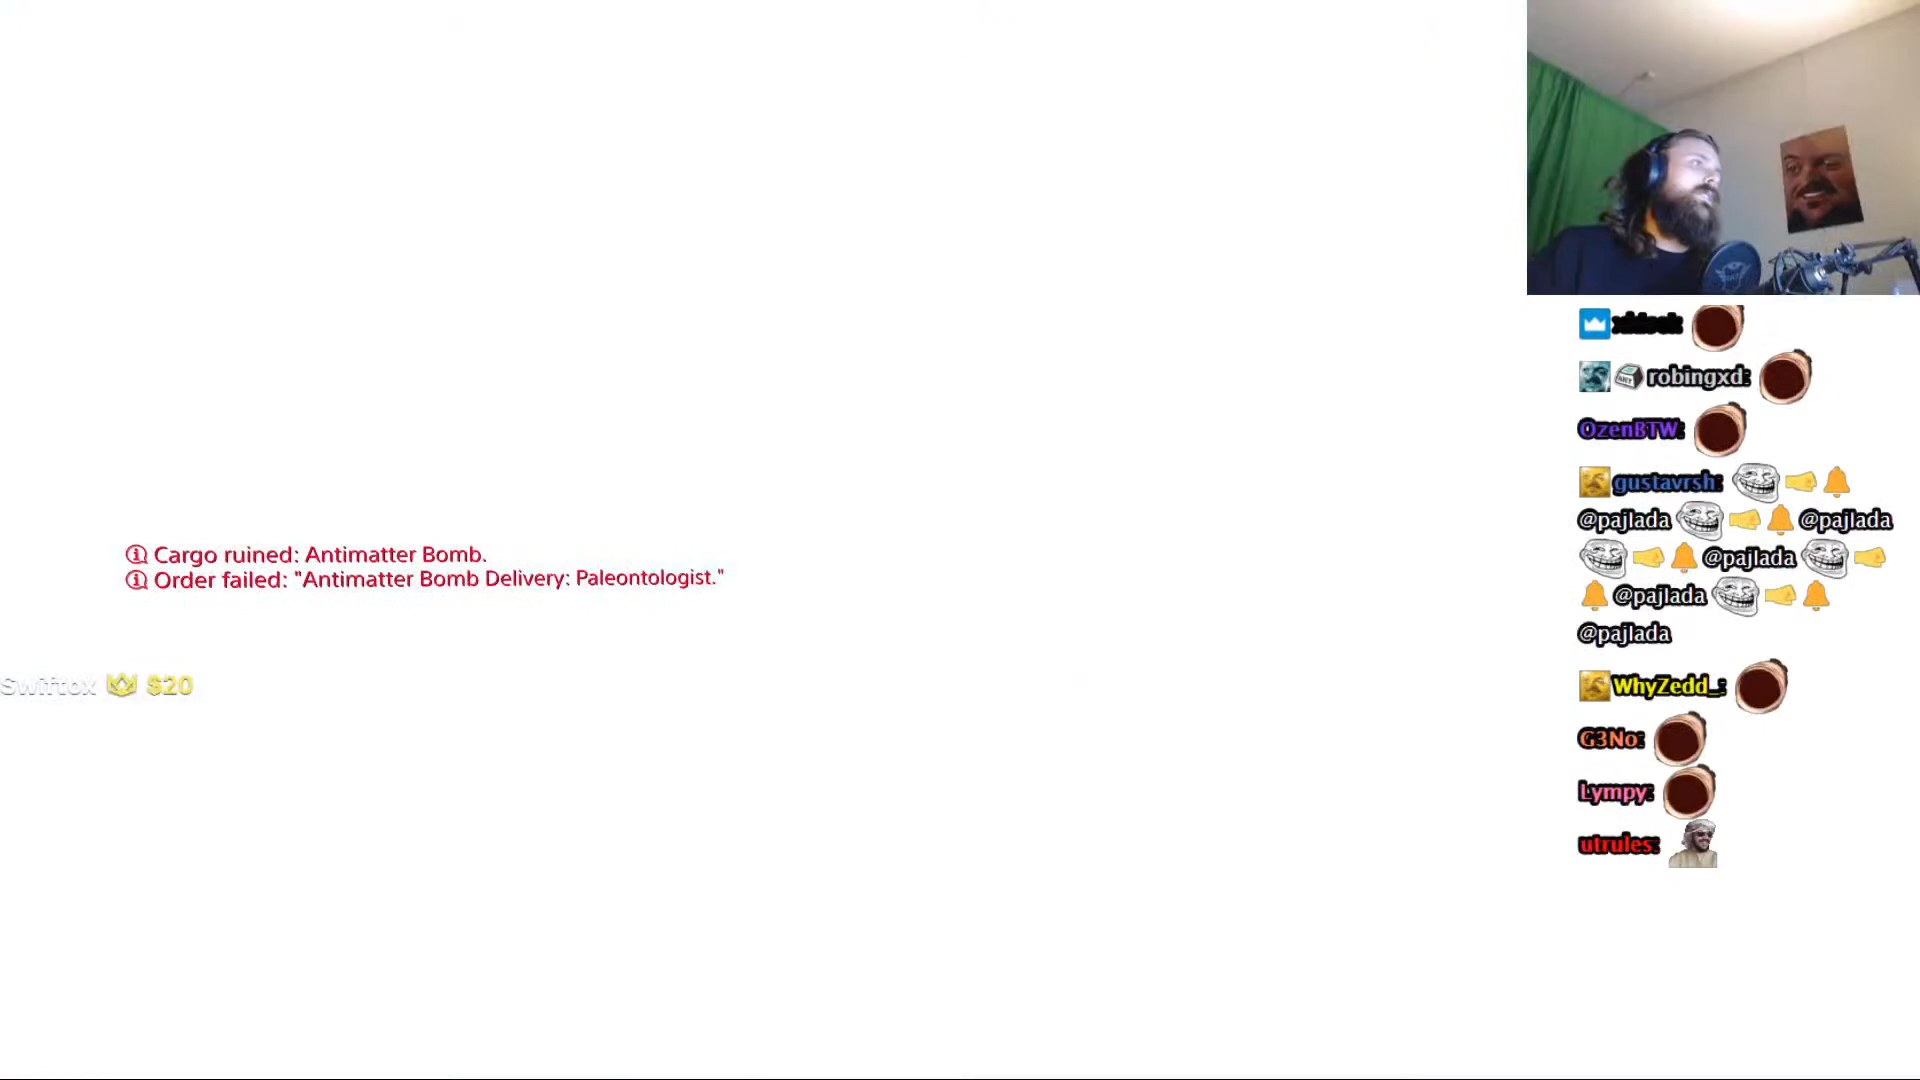 robingxd:
OzenBTW:
gustavrsh:
@pajlada @pajlada
@pajlada
@pajlada
@pajlada
Cargo ruined: Antimatter Bomb.
Order failed: "Antimatter Bomb Delivery: Paleontologist."
Swiftox $20
WhyZedd_:
G3No:
Lympy:
utrules: